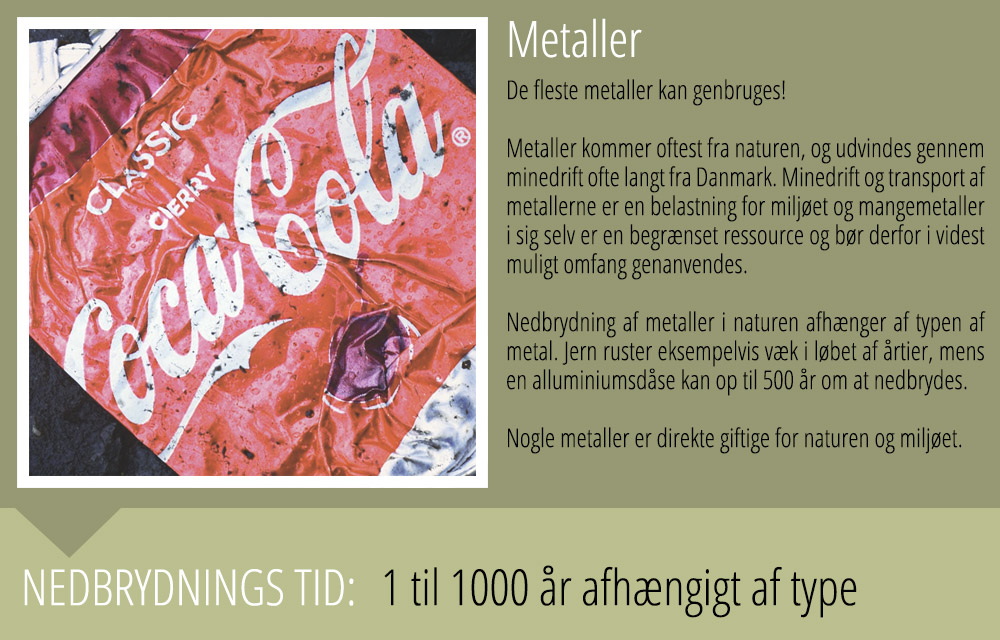 Metaller
De fleste metaller kan genbruges!
Metaller kommer oftest fra naturen, og udvindes gennem
minedrift ofte langt fra Danmark. Minedrift og transport af
metallerne er en belastning for miljøet og mangemetaller
i sig selv er en begrænset ressource og bør derfor i videst
muligt omfang genanvendes.
Nedbrydning af metaller i naturen afhænger af typen af
metal. Jern ruster eksempelvis væk i løbet af årtier, mens
en alluminiumsdåse kan op til 500 år om at nedbrydes.
Nogle metaller er direkte giftige for naturen og miljøet.
CLASSIC
CHERRY
Coca-Cola®
NEDBRYDNINGS TID: 1 til 1000 år afhængigt af type